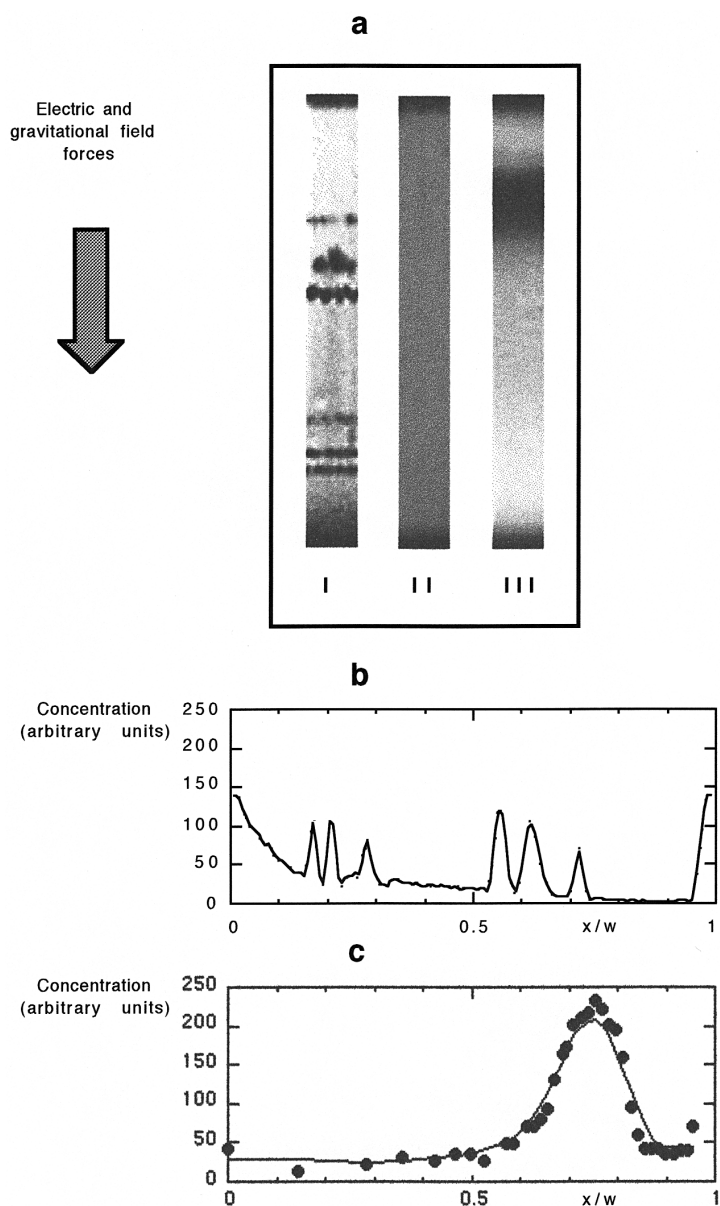 a
Electric and
gravitational field
forces
I II III
b
Concentration
(arbitrary units)
250
200
150
100
50
0
0 0.5 x/w 1
c
Concentration
(arbitrary units)
250
200
150
100
50
0
0 0.5 x/w 1